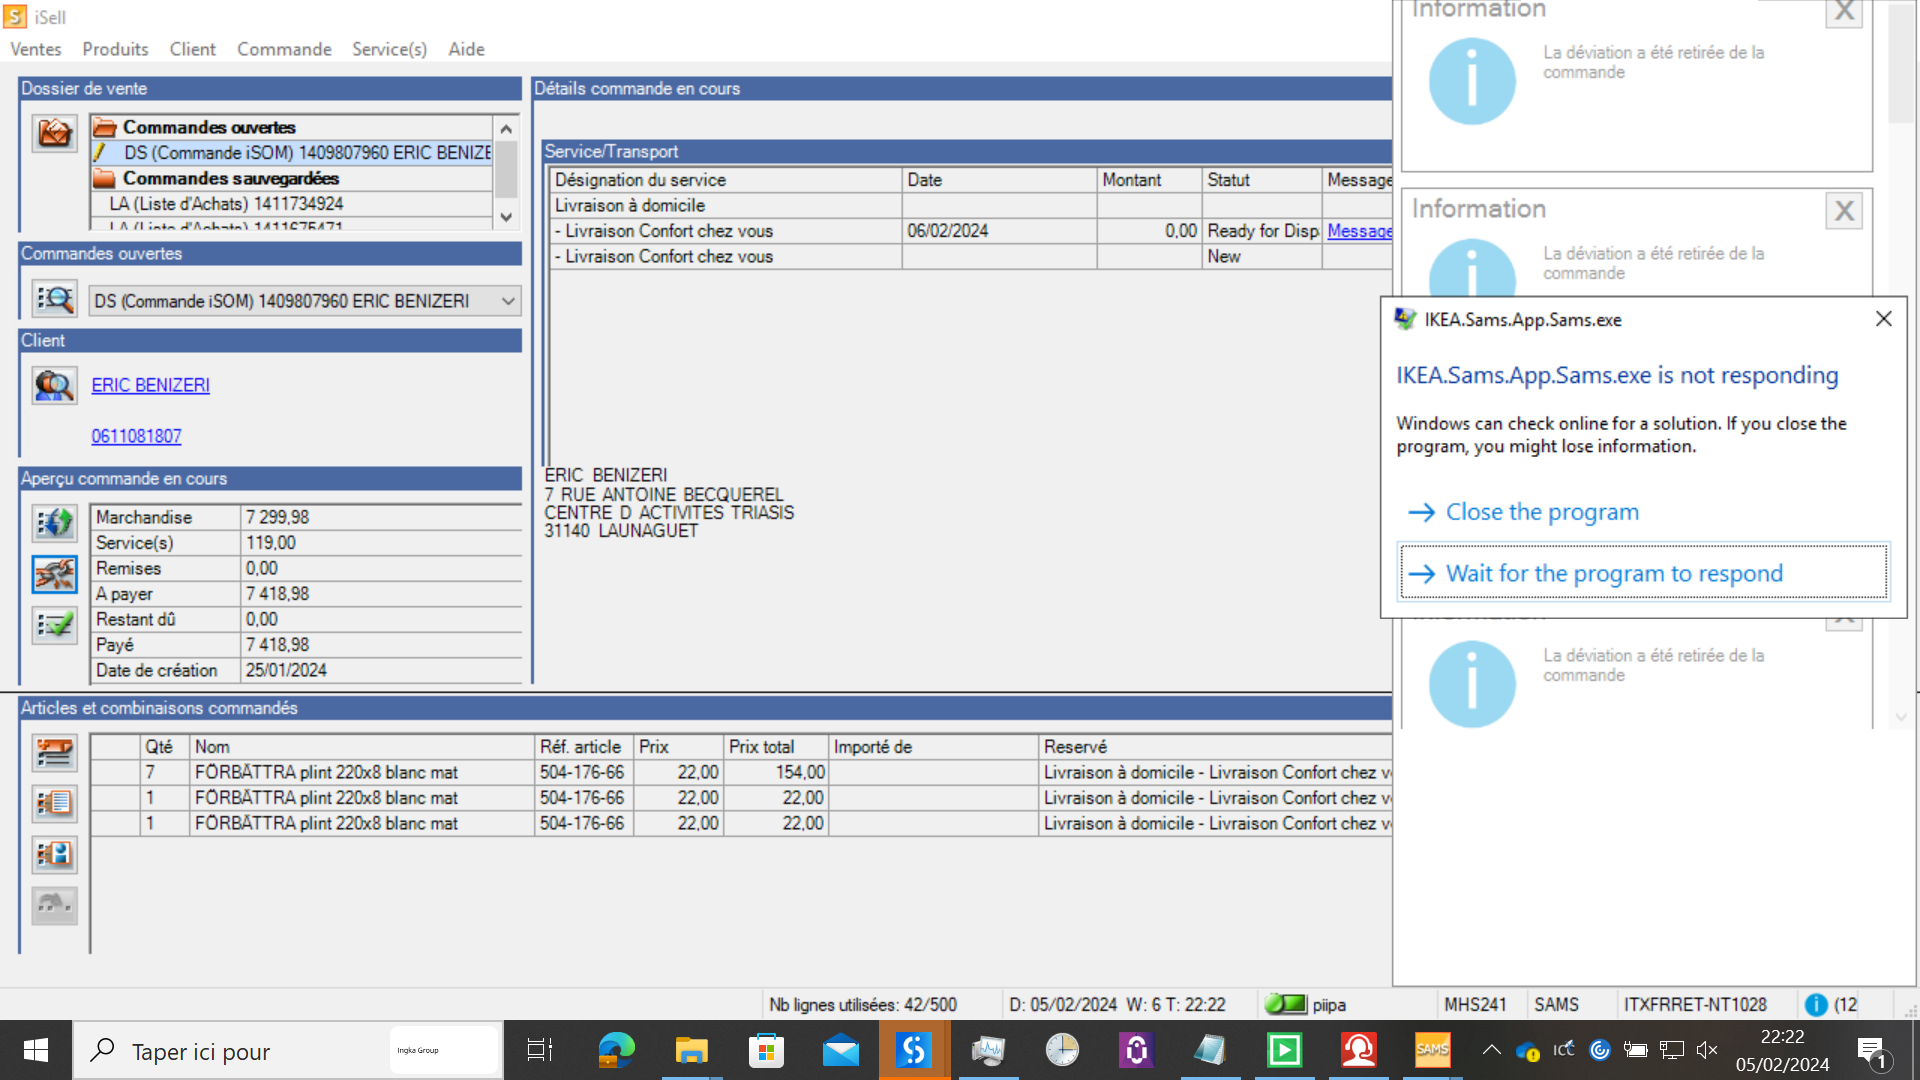 iSell
Ventes Produits Client Commande Service(s) Aide
Dossier de vente
Commandes ouvertes
DS (Commande iSOM) 1409807960 ERIC BENIZE
Commandes sauvegardées
LA (Liste d'Achats) 1411734924
LA (Liste d'Achats) 1411675471
Commandes ouvertes
DS (Commande iSOM) 1409807960 ERIC BENIZERI
Client
ERIC BENIZERI
0611081807
Aperçu commande en cours
Marchandise 7 299,98
Service(s) 119,00
Remises 0,00
A payer 7 418,98
Restant dû 0,00
Payé 7 418,98
Date de création 25/01/2024
Détails commande en cours
Service/Transport
Désignation du service Date Montant Statut Message
Livraison à domicile
- Livraison Confort chez vous 06/02/2024 0,00 Ready for Disp Message
- Livraison Confort chez vous New
ERIC BENIZERI
7 RUE ANTOINE BECQUEREL
CENTRE D ACTIVITES TRIASIS
31140 LAUNAGUET
Information
X
La déviation a été retirée de la
commande
Information
X
La déviation a été retirée de la
commande
IKEA.Sams.App.Sams.exe
IKEA.Sams.App.Sams.exe is not responding
Windows can check online for a solution. If you close the
program, you might lose information.
Close the program
Wait for the program to respond
La déviation a été retirée de la
commande
Articles et combinaisons commandés
Qté Nom Réf. article Prix Prix total Importé de Reservé
7 FÖRBÄTTRA plint 220x8 blanc mat 504-176-66 22,00 154,00 Livraison à domicile - Livraison Confort chez v
1 FÖRBÄTTRA plint 220x8 blanc mat 504-176-66 22,00 22,00 Livraison à domicile - Livraison Confort chez v
1 FÖRBÄTTRA plint 220x8 blanc mat 504-176-66 22,00 22,00 Livraison à domicile - Livraison Confort chez v
Nb lignes utilisées: 42/500 D: 05/02/2024 W: 6 T: 22:22 piipa MHS241 SAMS ITXFRRET-NT1028 (12
Taper ici pour
Ingka Group
SAMS
22:22
05/02/2024
1